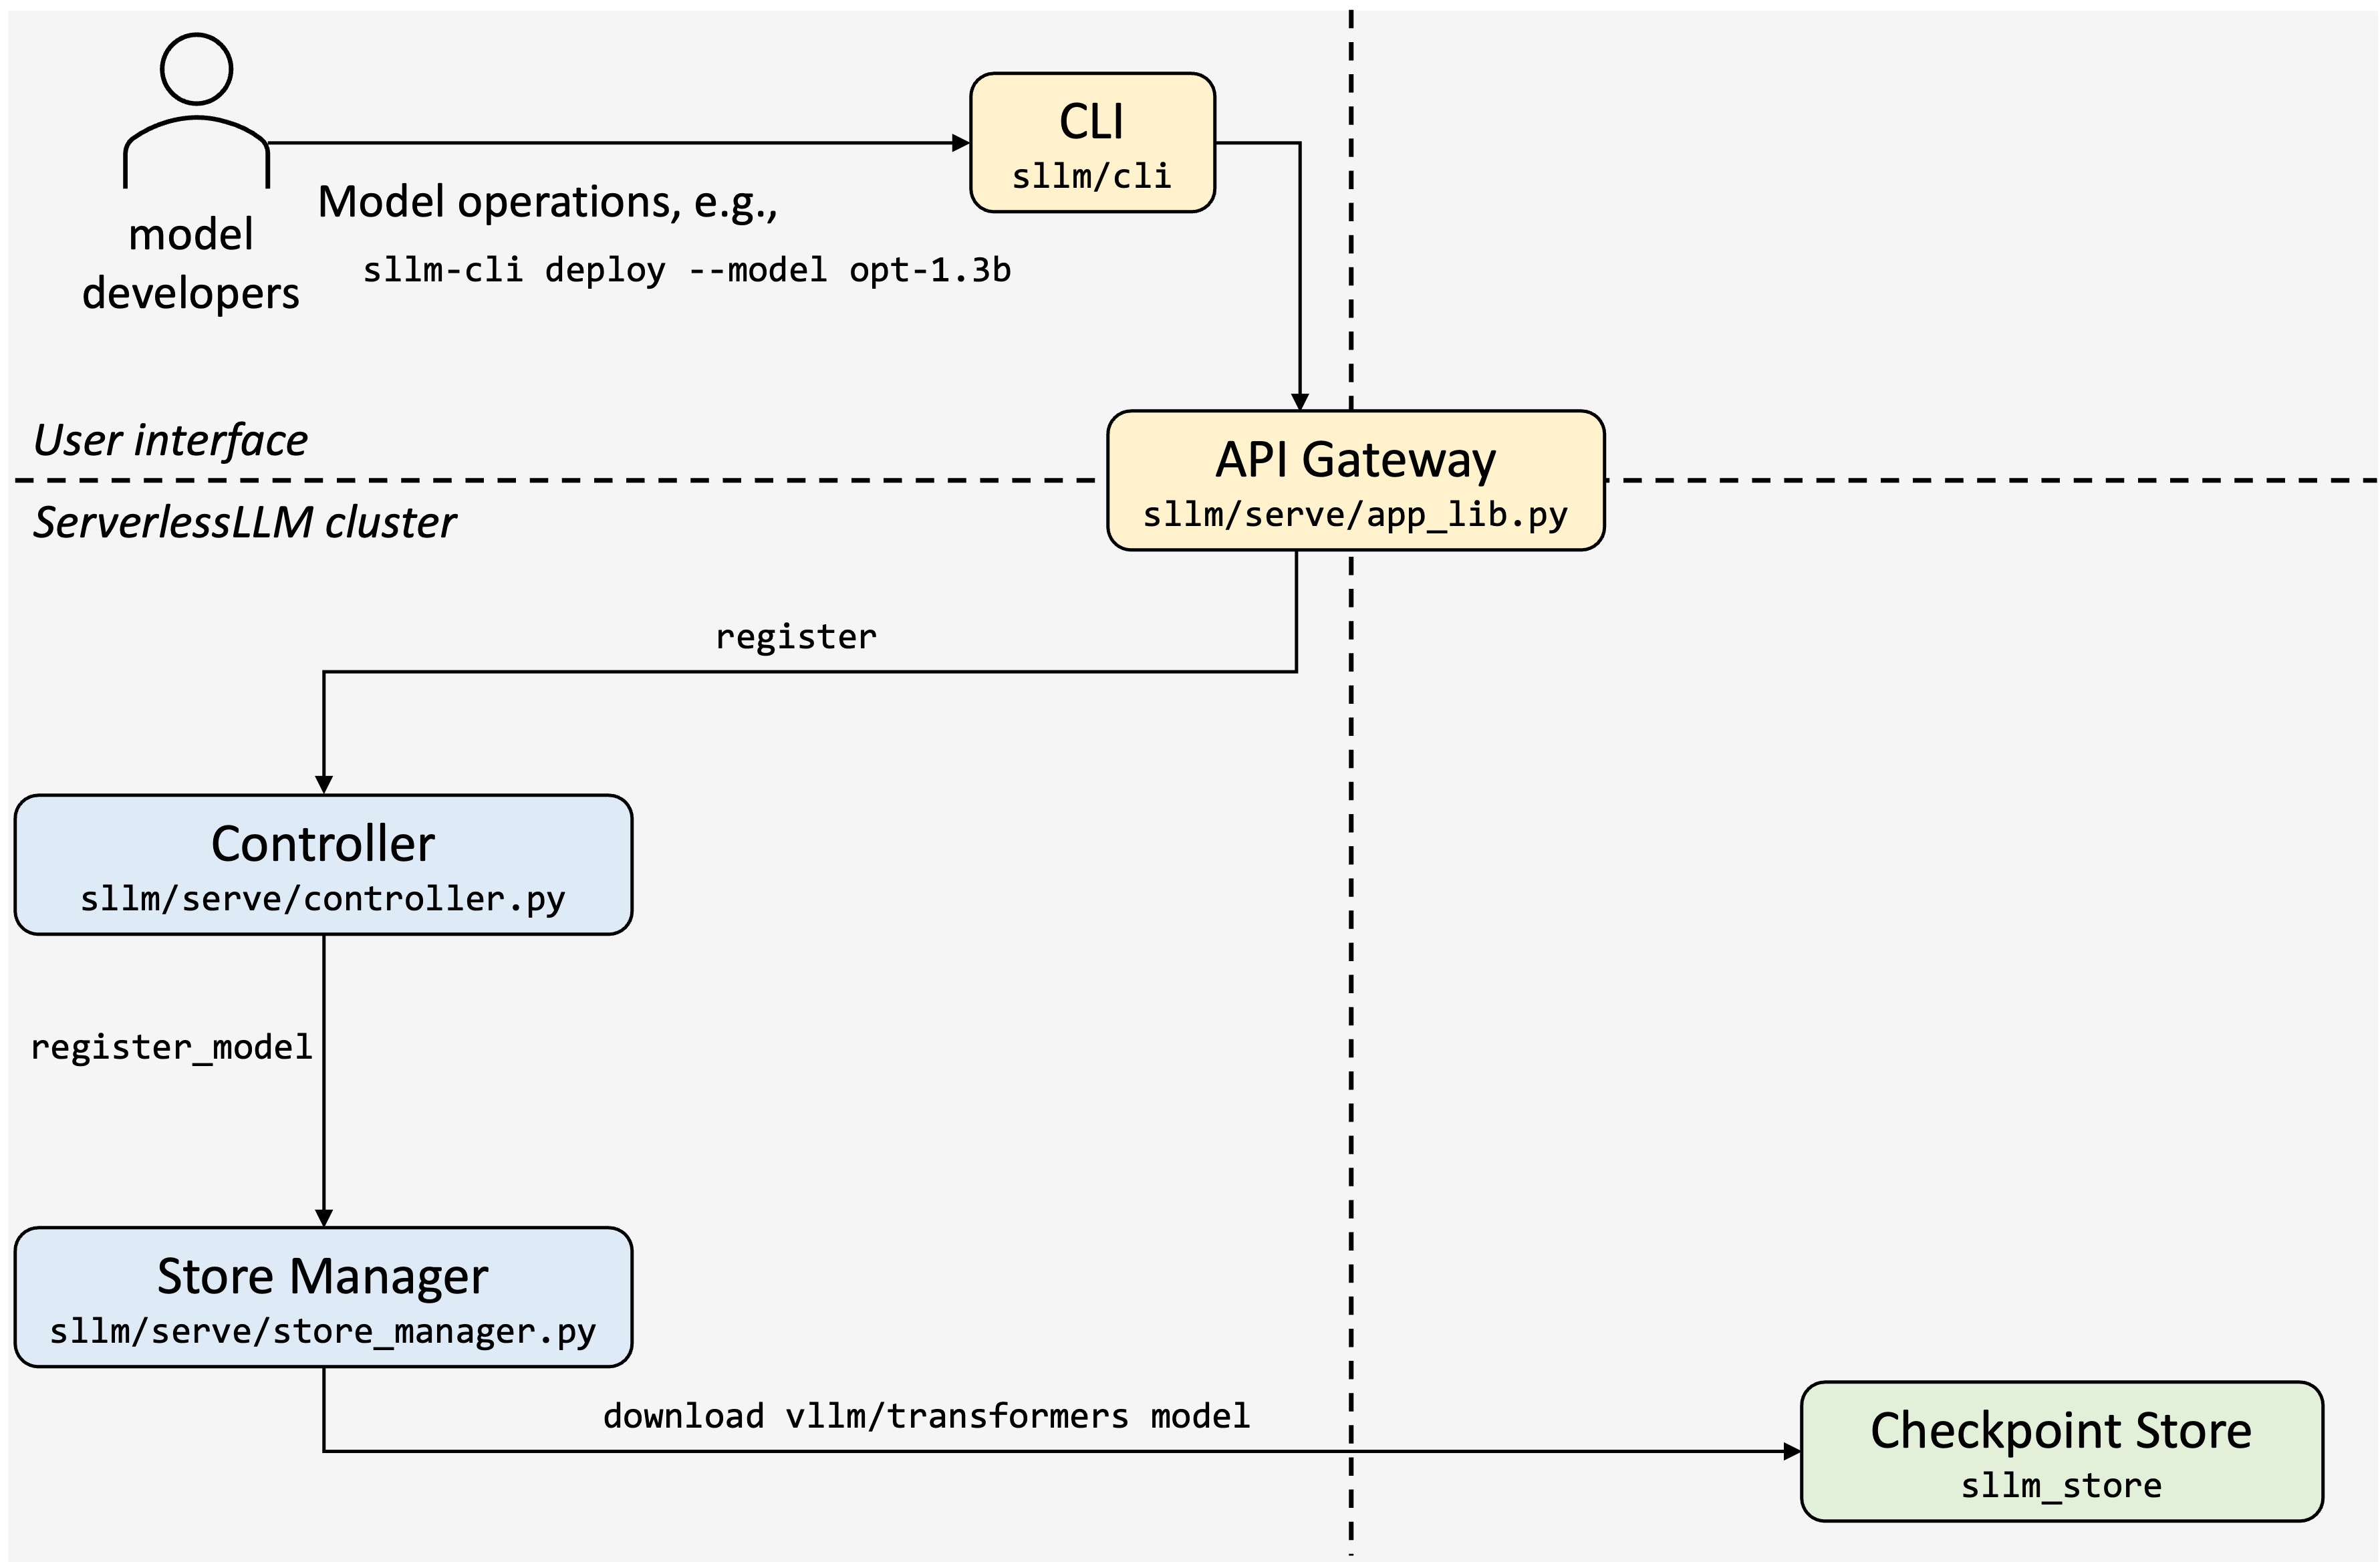 CLI
sllm/cli
Model operations, e.g.,
sllm-cli deploy --model opt-1.3b
model
developers
User interface
ServerlessLLM cluster
API Gateway
sllm/serve/app_lib.py
register
Controller
sllm/serve/controller.py
register_model
Store Manager
sllm/serve/store_manager.py
download vllm/transformers model
Checkpoint Store
sllm_store